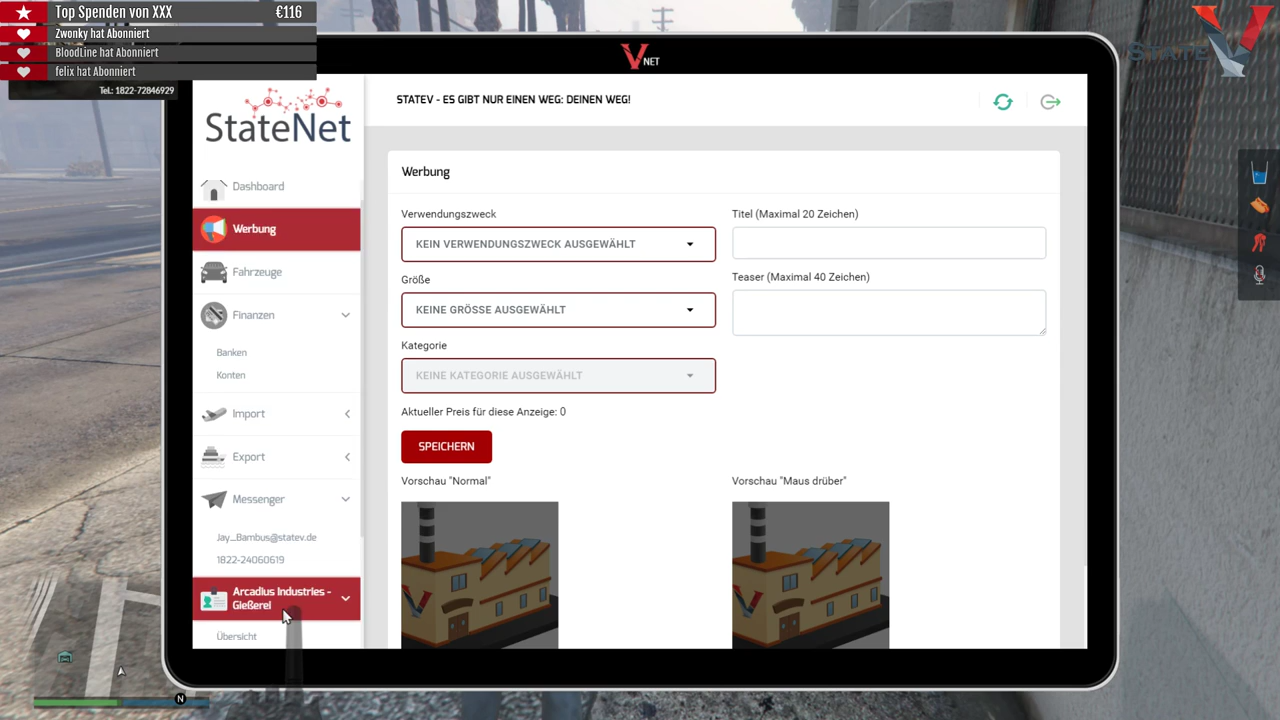 Top Spenden von XXX €116
Zwonky hat Abonniert
BloodLine hat Abonniert
felix hat Abonniert
Tel.: 1822-72846929
V NET
STATEV
StateNet
STATEV - ES GIBT NUR EINEN WEG: DEINEN WEG!
Dashboard
Werbung
Fahrzeuge
Finanzen
Banken
Konten
Import
Export
Messenger
Jay_Bambus@statev.de
1822-24060619
Arcadius Industries -
Gießerei
Übersicht
Werbung
Verwendungszweck
KEIN VERWENDUNGSZWECK AUSGEWÄHLT
Größe
KEINE GRÖSSE AUSGEWÄHLT
Kategorie
KEINE KATEGORIE AUSGEWÄHLT
Aktueller Preis für diese Anzeige: 0
SPEICHERN
Titel (Maximal 20 Zeichen)
Teaser (Maximal 40 Zeichen)
Vorschau "Normal"
Vorschau "Maus drüber"
N